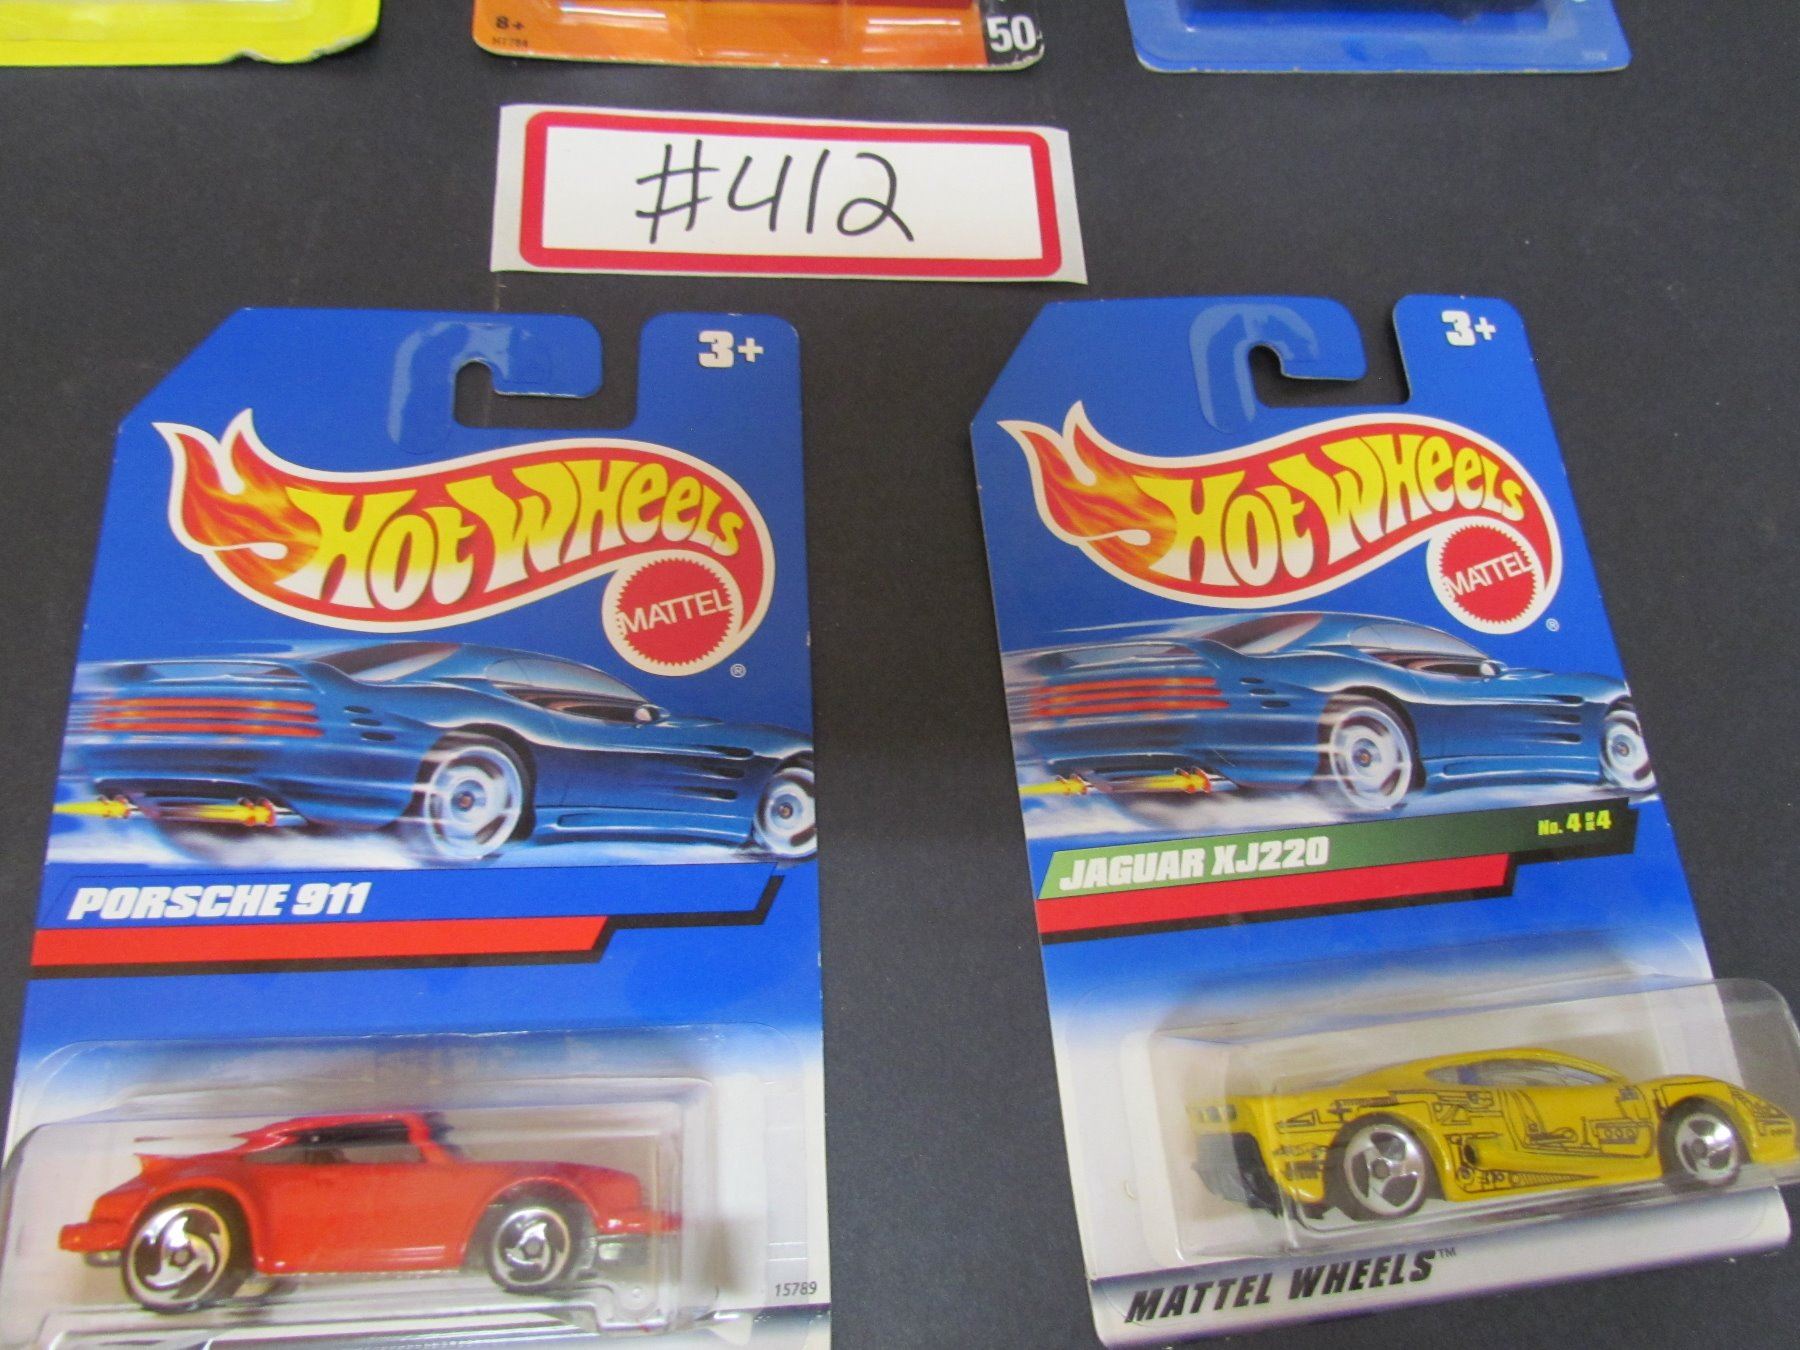 8+
50
#412
3+
HOT WHEELS
MATTEL
®
PORSCHE 911
15789
3+
HOT WHEELS
MATTEL
®
JAGUAR XJ220
No. 4 OF 4
MATTEL WHEELS™